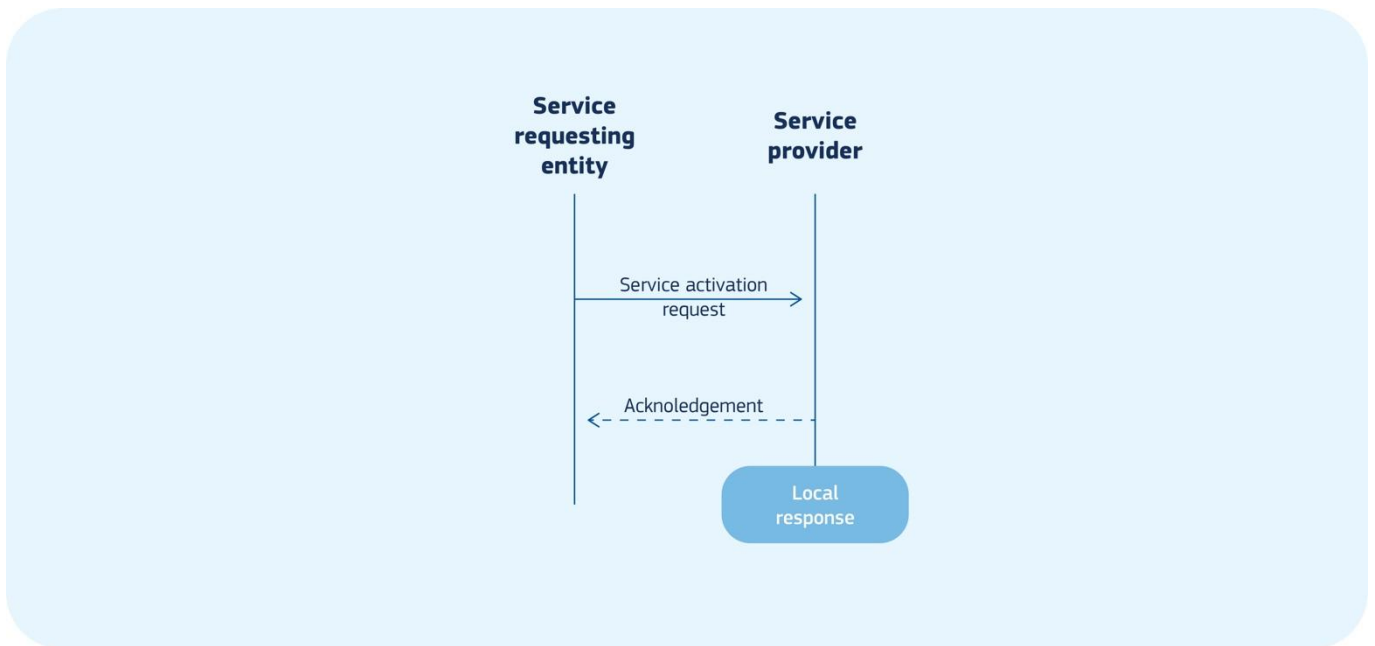 Service
requesting
entity
Service
provider
Service activation
request
Acknoledgement
Local
response